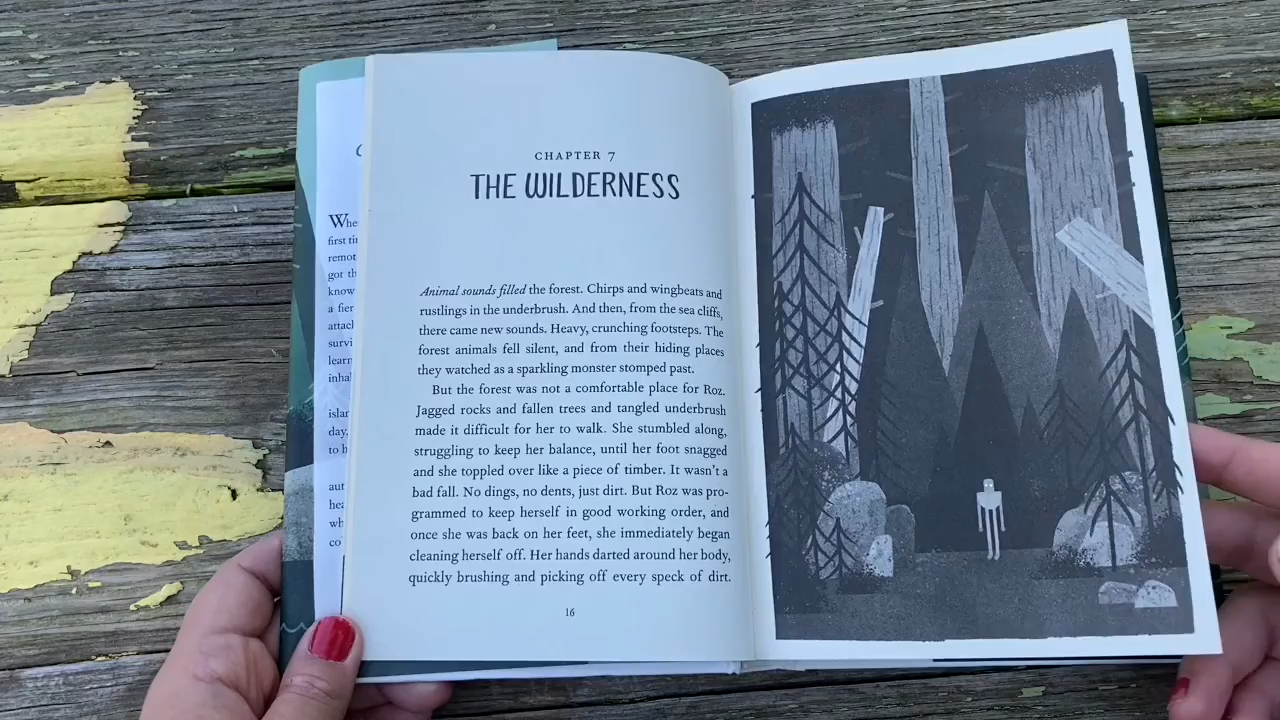 CHAPTER 7
THE WILDERNESS
Animal sounds filled the forest. Chirps and wingbeats and
rustlings in the underbrush. And then, from the sea cliffs,
there came new sounds. Heavy, crunching footsteps. The
forest animals fell silent, and from their hiding places
they watched as a sparkling monster stomped past.
But the forest was not a comfortable place for Roz.
Jagged rocks and fallen trees and tangled underbrush
made it difficult for her to walk. She stumbled along,
struggling to keep her balance, until her foot snagged
and she toppled over like a piece of timber. It wasn't a
bad fall. No dings, no dents, just dirt. But Roz was pro-
grammed to keep herself in good working order, and
once she was back on her feet, she immediately began
cleaning herself off. Her hands darted around her body,
quickly brushing and picking off every speck of dirt.
16